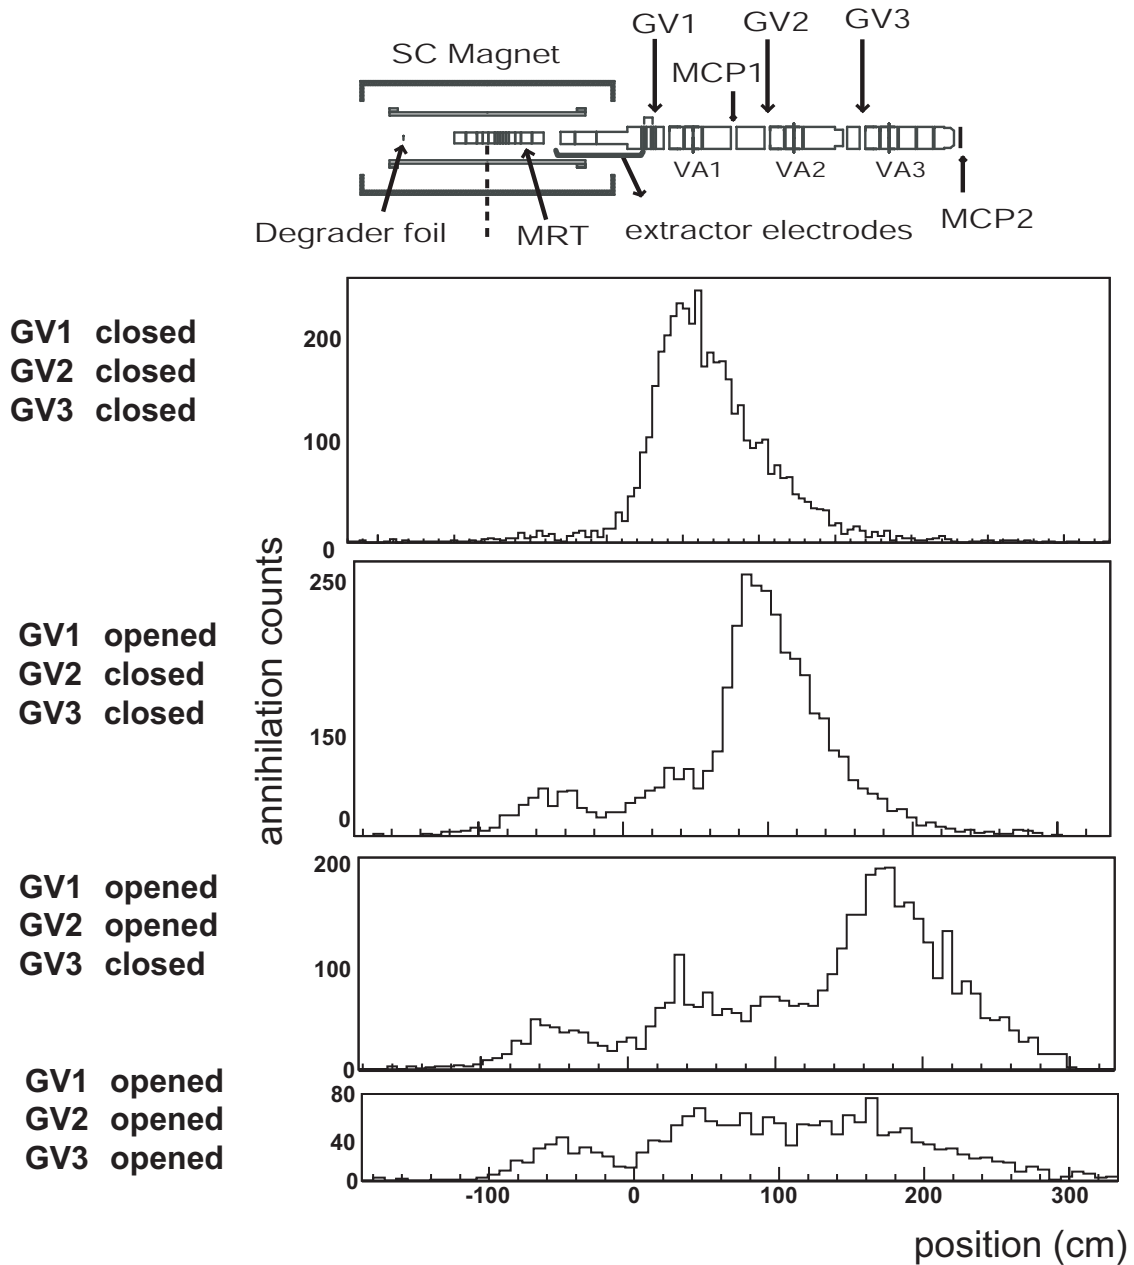 GV1
GV2
GV3
SC Magnet
MCP1
VA1
VA2
VA3
Degrader foil
MRT
extractor electrodes
MCP2
GV1 closed
GV2 closed
GV3 closed
200
100
0
GV1 opened
GV2 closed
GV3 closed
250
150
0
annihilation counts
GV1 opened
GV2 opened
GV3 closed
200
100
0
GV1 opened
GV2 opened
GV3 opened
80
40
0
-100
0
100
200
300
position (cm)